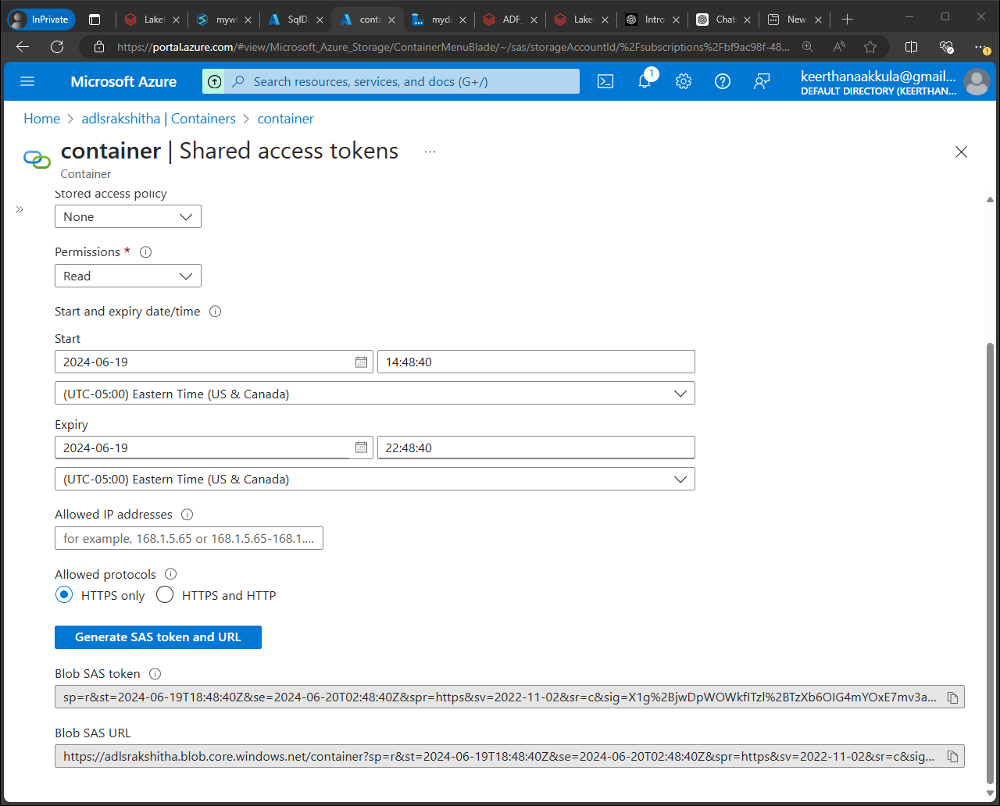 InPrivate
Lakel
myw
SqlD
conta
myda
ADF_
Lakel
Intro
Chat
New
https://portal.azure.com/#view/Microsoft_Azure_Storage/ContainerMenuBlade/~/sas/storageAccountId/%2Fsubscriptions%2Fbf9ac98f-48...
Microsoft Azure
Search resources, services, and docs (G+/)
1
keerthanaakkula@gmail...
DEFAULT DIRECTORY (KEERTHAN...
Home > adlsrakshitha | Containers > container
container | Shared access tokens ...
Container
Stored access policy
None
Permissions *
Read
Start and expiry date/time
Start
2024-06-19 14:48:40
(UTC-05:00) Eastern Time (US & Canada)
Expiry
2024-06-19 22:48:40
(UTC-05:00) Eastern Time (US & Canada)
Allowed IP addresses
for example, 168.1.5.65 or 168.1.5.65-168.1....
Allowed protocols
HTTPS only HTTPS and HTTP
Generate SAS token and URL
Blob SAS token
sp=r&st=2024-06-19T18:48:40Z&se=2024-06-20T02:48:40Z&spr=https&sv=2022-11-02&sr=c&sig=X1g%2BjwDpWOWkfITzl%2BTzXb6OIG4mYOxE7mv3a...
Blob SAS URL
https://adlsrakshitha.blob.core.windows.net/container?sp=r&st=2024-06-19T18:48:40Z&se=2024-06-20T02:48:40Z&spr=https&sv=2022-11-02&sr=c&sig...